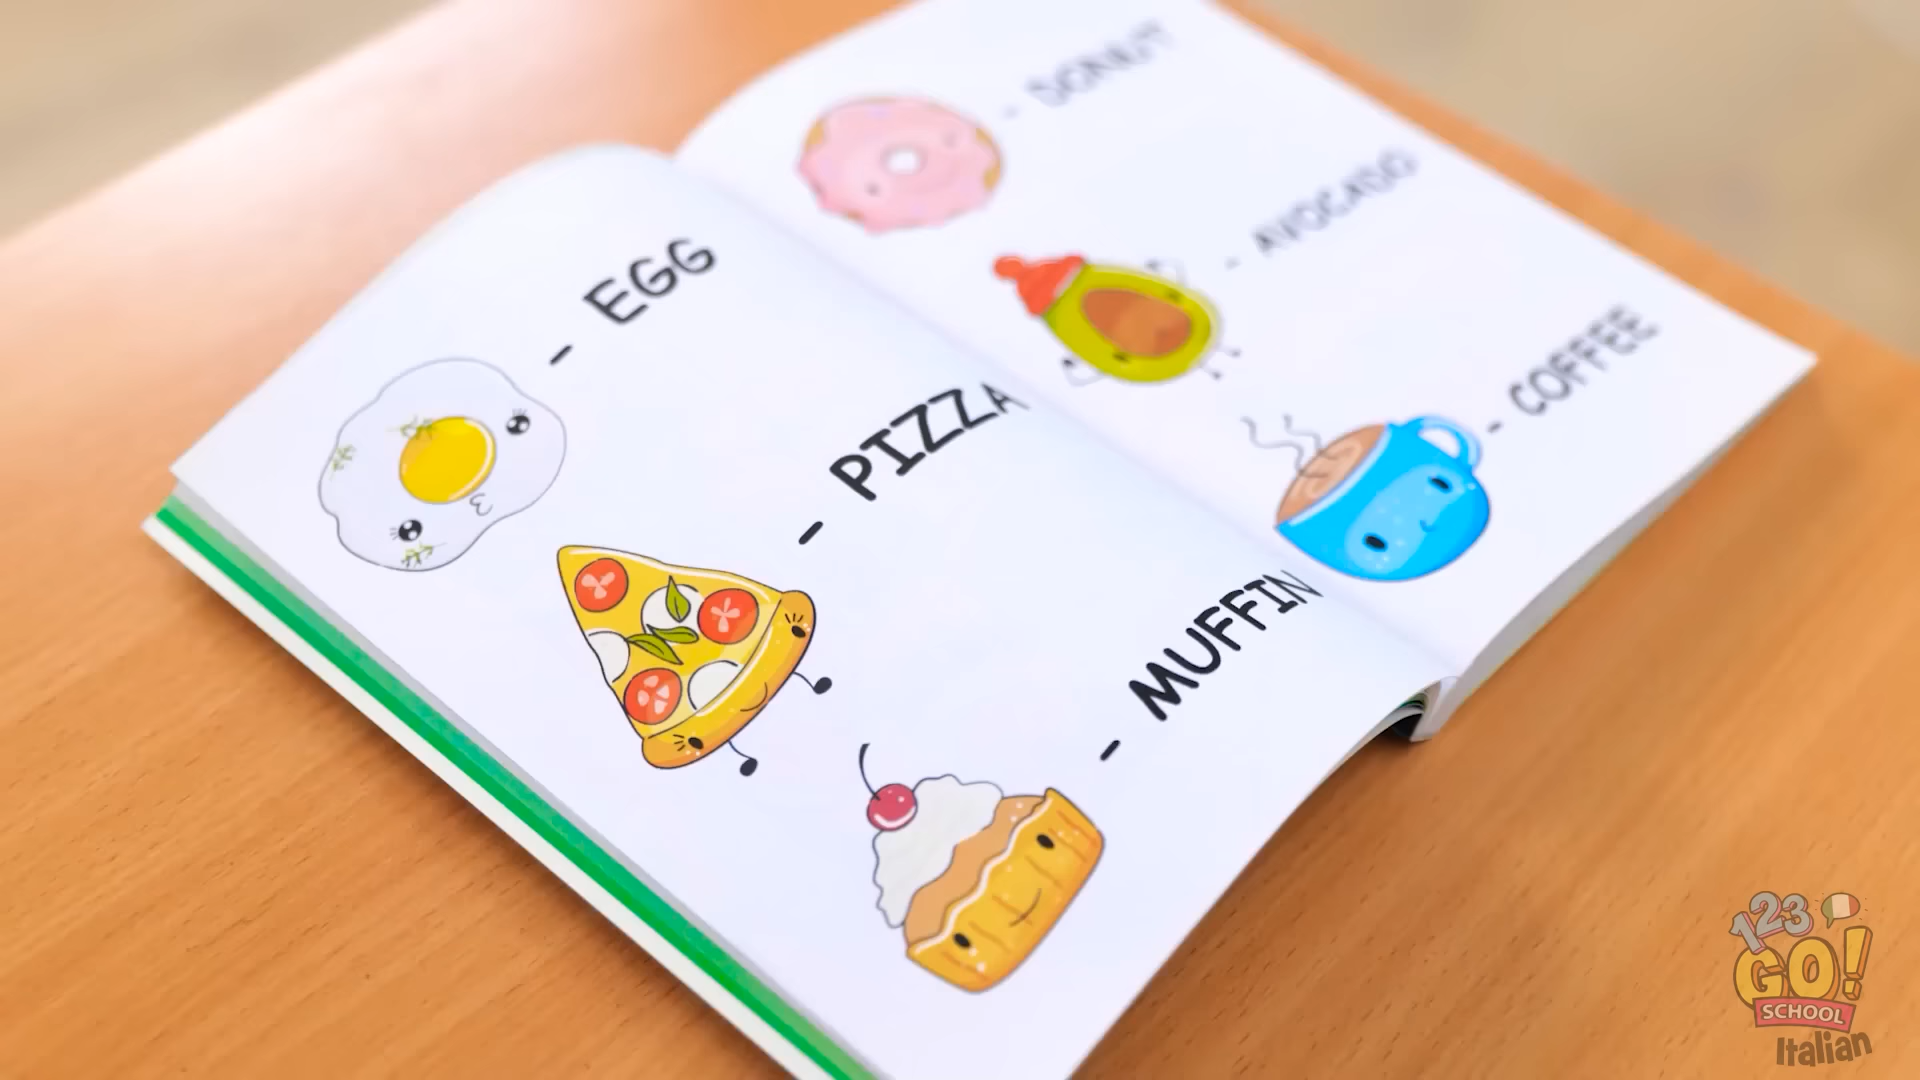 - EGG
- PIZZA
- MUFFIN
- DONUT
- AVOCADO
- COFFEE
123
GO!
SCHOOL
Italian